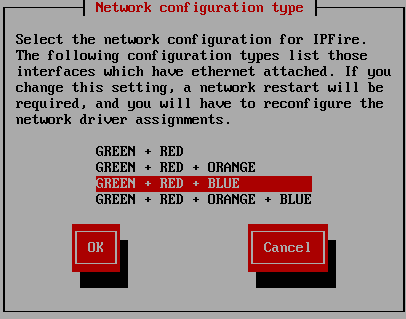 Network configuration type
Select the network configuration for IPFire.
The following configuration types list those
interfaces which have ethernet attached. If you
change this setting, a network restart will be
required, and you will have to reconfigure the
network driver assignments.
GREEN + RED
GREEN + RED + ORANGE
GREEN + RED + BLUE
GREEN + RED + ORANGE + BLUE
OK
Cancel